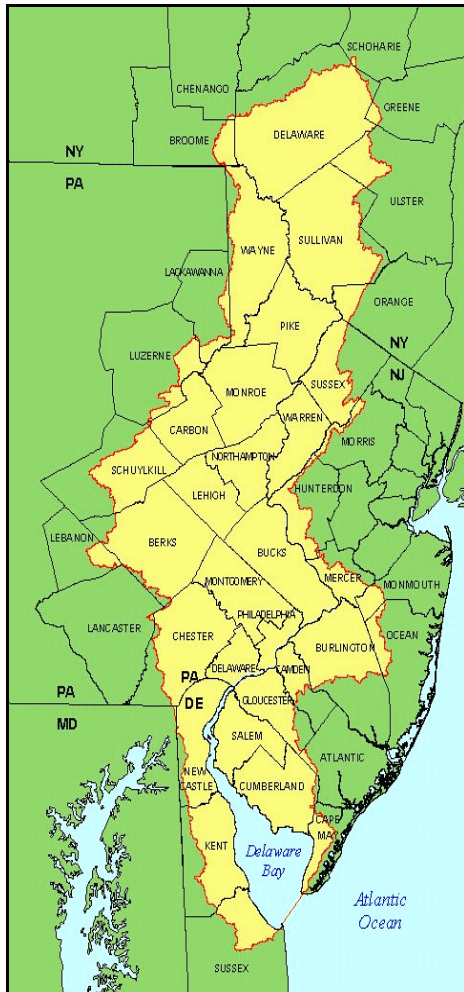 SCHOHARIE
CHENANGO
GREENE
DELAWARE
BROOME
NY
PA
ULSTER
SULLIVAN
WAYNE
LACKAWANNA
ORANGE
PIKE
NY
LUZERNE
NJ
SUSSEX
MONROE
WARREN
CARBON
MORRIS
NORTHAMPTON
SCHUYLKILL
HUNTERDON
LEHIGH
LEBANON
BERKS
BUCKS
MERCER
MONTGOMERY
MONMOUTH
LANCASTER
PHILADELPHIA
CHESTER
OCEAN
BURLINGTON
DELAWARE
CAMDEN
PA
PA
DE
GLOUCESTER
MD
SALEM
ATLANTIC
NEW
CASTLE
CUMBERLAND
CAPE
MAY
KENT
Delaware
Bay
Atlantic
Ocean
SUSSEX